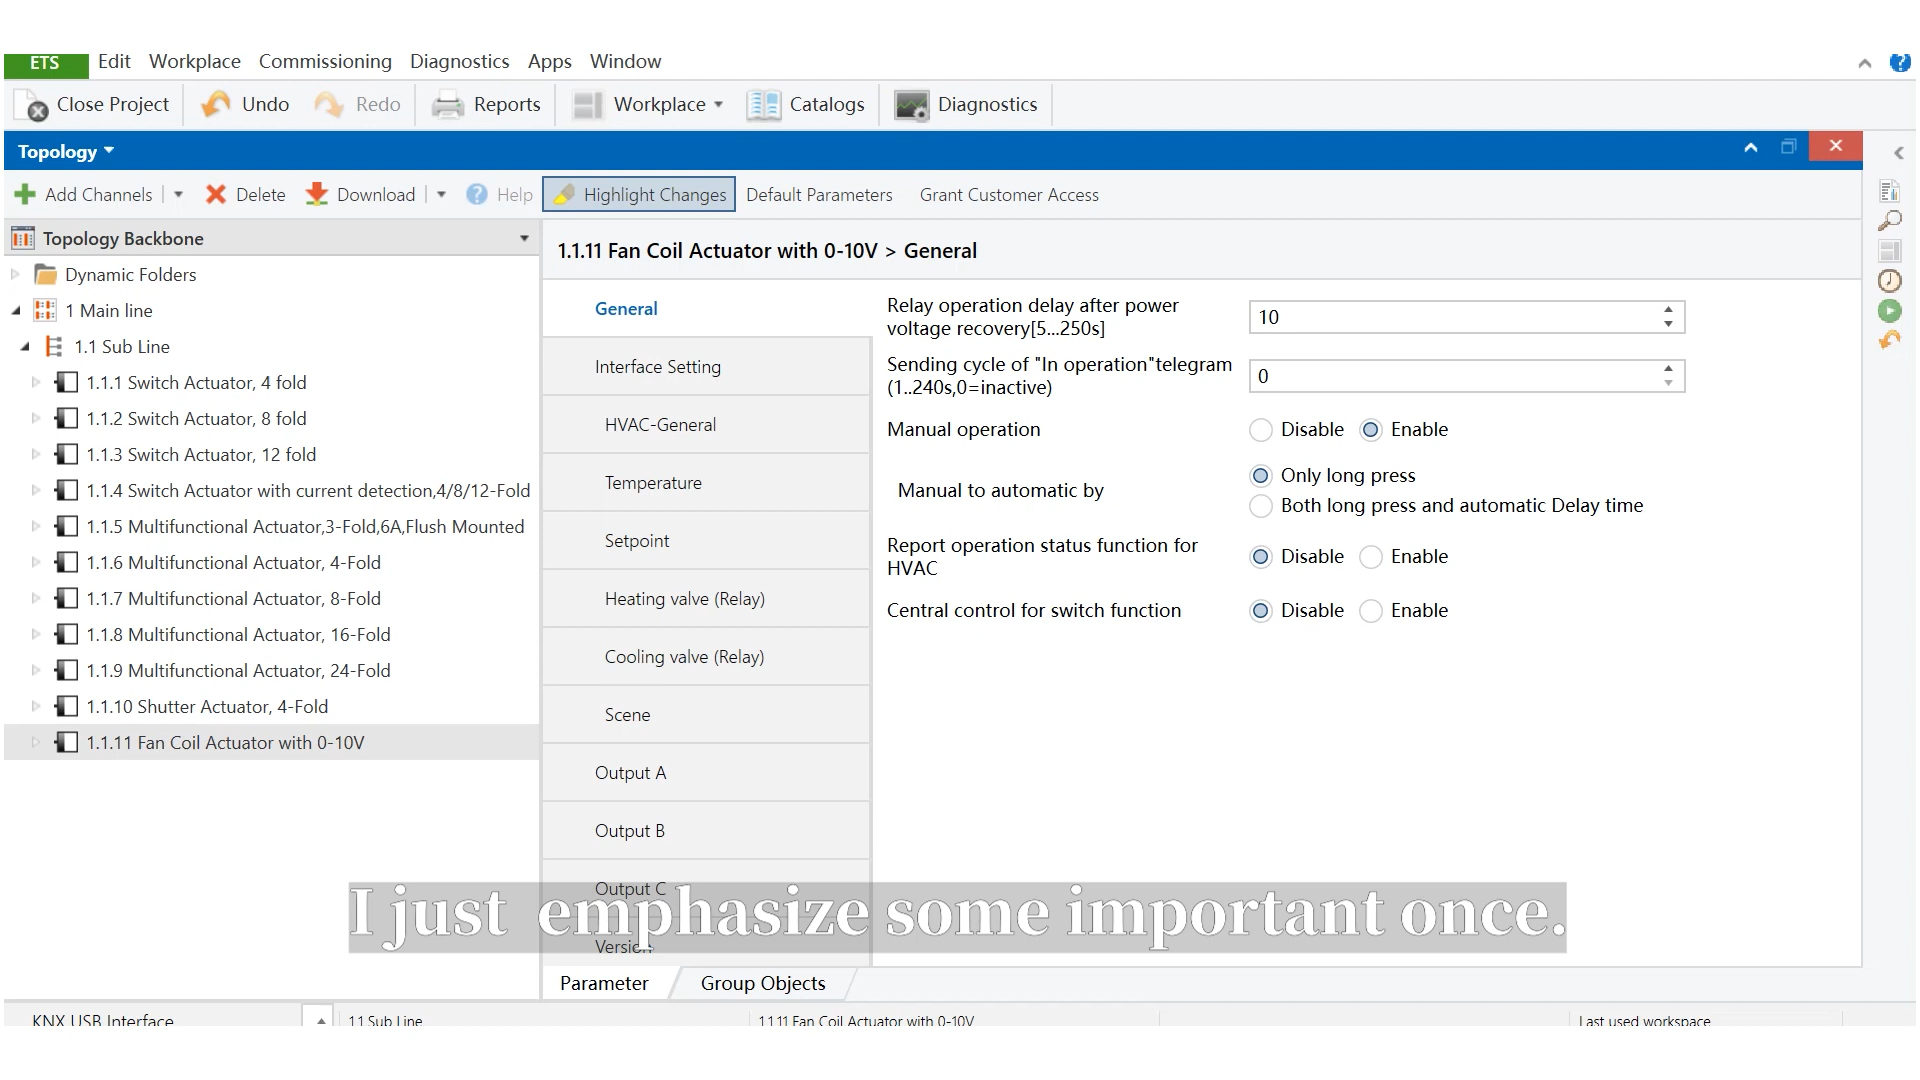 ETS Edit Workplace Commissioning Diagnostics Apps Window
Close Project Undo Redo Reports Workplace Catalogs Diagnostics
Topology
Add Channels Delete Download Help Highlight Changes Default Parameters Grant Customer Access
Topology Backbone
Dynamic Folders
1 Main line
1.1 Sub Line
1.1.1 Switch Actuator, 4 fold
1.1.2 Switch Actuator, 8 fold
1.1.3 Switch Actuator, 12 fold
1.1.4 Switch Actuator with current detection,4/8/12-Fold
1.1.5 Multifunctional Actuator,3-Fold,6A,Flush Mounted
1.1.6 Multifunctional Actuator, 4-Fold
1.1.7 Multifunctional Actuator, 8-Fold
1.1.8 Multifunctional Actuator, 16-Fold
1.1.9 Multifunctional Actuator, 24-Fold
1.1.10 Shutter Actuator, 4-Fold
1.1.11 Fan Coil Actuator with 0-10V
1.1.11 Fan Coil Actuator with 0-10V > General
General
Interface Setting
HVAC-General
Temperature
Setpoint
Heating valve (Relay)
Cooling valve (Relay)
Scene
Output A
Output B
Output C
Version
Relay operation delay after power
voltage recovery[5...250s]
10
Sending cycle of "In operation"telegram
(1..240s,0=inactive)
0
Manual operation
Disable Enable
Manual to automatic by
Only long press
Both long press and automatic Delay time
Report operation status function for
HVAC
Disable Enable
Central control for switch function
Disable Enable
I just emphasize some important once.
Parameter Group Objects
KNX USB Interface 1.1 Sub Line 1.1.11 Fan Coil Actuator with 0-10V Last used workspace